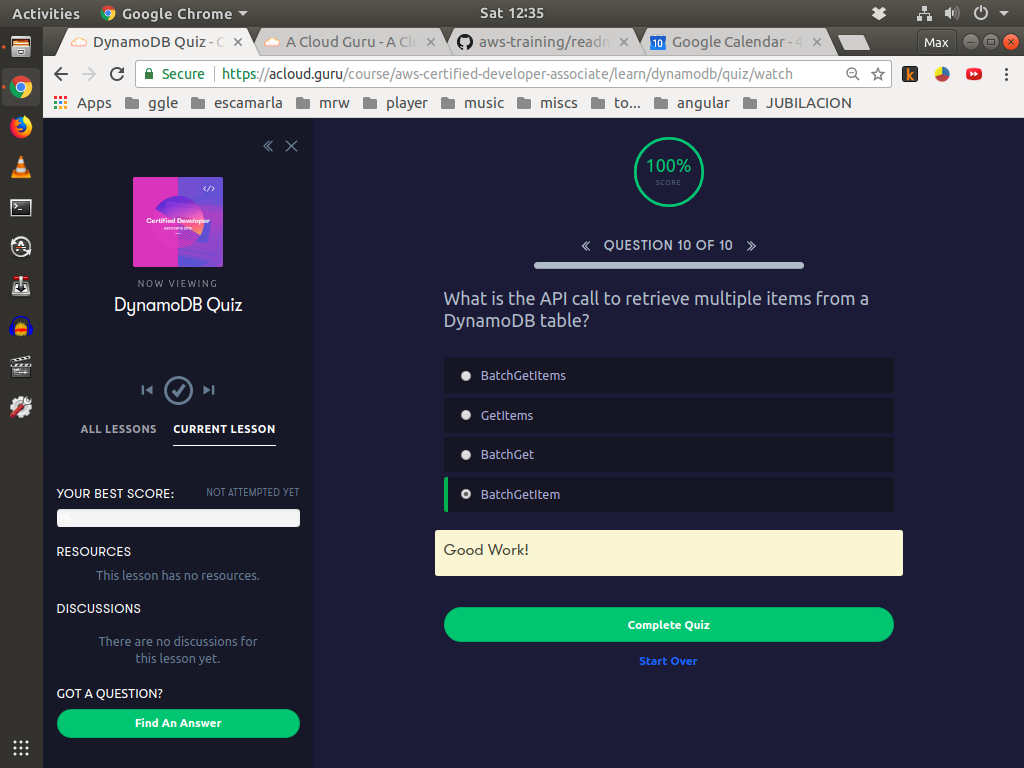 Activities Google Chrome Sat 12:35
DynamoDB Quiz - C A Cloud Guru - A Clo aws-training/readm 10 Google Calendar - 4 Max
Secure https://acloud.guru/course/aws-certified-developer-associate/learn/dynamodb/quiz/watch
Apps ggle escamarla mrw player music miscs to... angular JUBILACION
</>
Certified Developer
NOW VIEWING
DynamoDB Quiz
ALL LESSONS CURRENT LESSON
YOUR BEST SCORE: NOT ATTEMPTED YET
RESOURCES
This lesson has no resources.
DISCUSSIONS
There are no discussions for
this lesson yet.
GOT A QUESTION?
Find An Answer
100%
SCORE
« QUESTION 10 OF 10 »
What is the API call to retrieve multiple items from a
DynamoDB table?
BatchGetItems
GetItems
BatchGet
BatchGetItem
Good Work!
Complete Quiz
Start Over